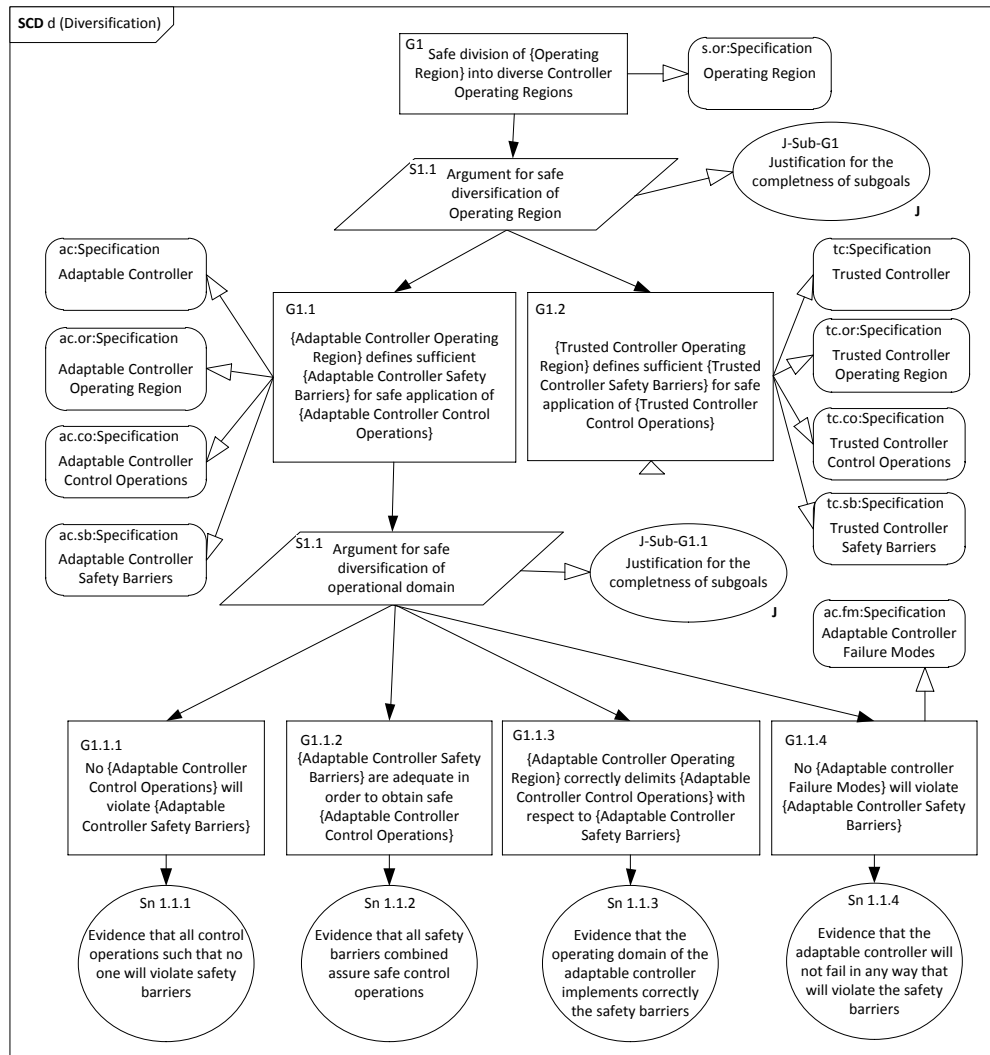 SCD d (Diversification)
G1
Safe division of {Operating
Region} into diverse Controller
Operating Regions
s.or:Specification
Operating Region
S1.1
Argument for safe
diversification of
Operating Region
J-Sub-G1
Justification for the
completness of subgoals
J
ac:Specification
Adaptable Controller
ac.or:Specification
Adaptable Controller
Operating Region
ac.co:Specification
Adaptable Controller
Control Operations
ac.sb:Specification
Adaptable Controller
Safety Barriers
G1.1
{Adaptable Controller Operating
Region} defines sufficient
{Adaptable Controller Safety
Barriers} for safe application of
{Adaptable Controller Control
Operations}
G1.2
{Trusted Controller Operating
Region} defines sufficient {Trusted
Controller Safety Barriers} for safe
application of {Trusted Controller
Control Operations}
tc:Specification
Trusted Controller
tc.or:Specification
Trusted Controller
Operating Region
tc.co:Specification
Trusted Controller
Control Operations
tc.sb:Specification
Trusted Controller
Safety Barriers
S1.1
Argument for safe
diversification of
operational domain
J-Sub-G1.1
Justification for the
completness of subgoals
J
ac.fm:Specification
Adaptable Controller
Failure Modes
G1.1.1
No {Adaptable Controller
Control Operations} will
violate {Adaptable
Controller Safety Barriers}
G1.1.2
{Adaptable Controller Safety
Barriers} are adequate in
order to obtain safe
{Adaptable Controller
Control Operations}
G1.1.3
{Adaptable Controller Operating
Region} correctly delimits {Adaptable
Controller Control Operations} with
respect to {Adaptable Controller
Safety Barriers}
G1.1.4
No {Adaptable controller
Failure Modes} will violate
{Adaptable Controller Safety
Barriers}
Sn 1.1.1
Evidence that all control
operations such that no
one will violate safety
barriers
Sn 1.1.2
Evidence that all safety
barriers combined
assure safe control
operations
Sn 1.1.3
Evidence that the
operating domain of the
adaptable controller
implements correctly
the safety barriers
Sn 1.1.4
Evidence that the
adaptable controller will
not fail in any way that
will violate the safety
barriers